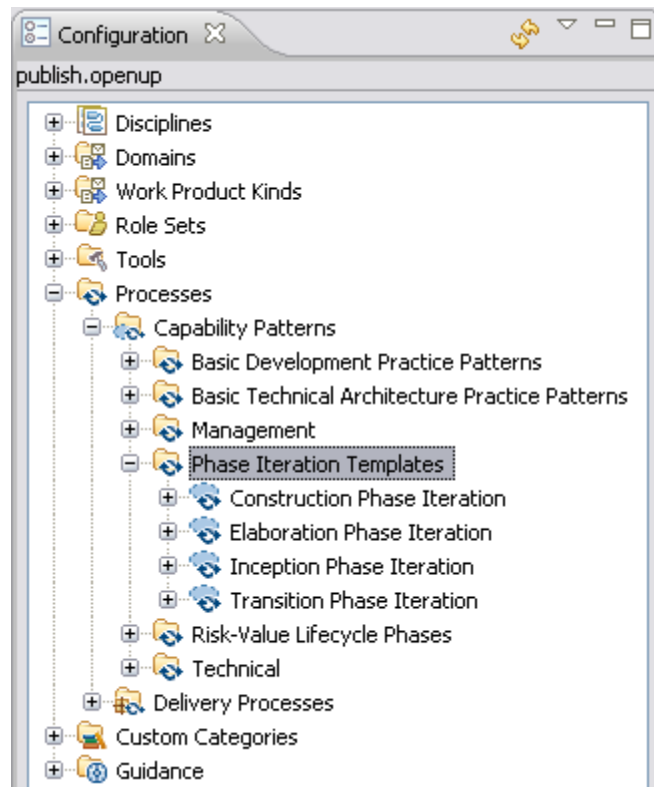 Configuration
publish.openup
Disciplines
Domains
Work Product Kinds
Role Sets
Tools
Processes
Capability Patterns
Basic Development Practice Patterns
Basic Technical Architecture Practice Patterns
Management
Phase Iteration Templates
Construction Phase Iteration
Elaboration Phase Iteration
Inception Phase Iteration
Transition Phase Iteration
Risk-Value Lifecycle Phases
Technical
Delivery Processes
Custom Categories
Guidance